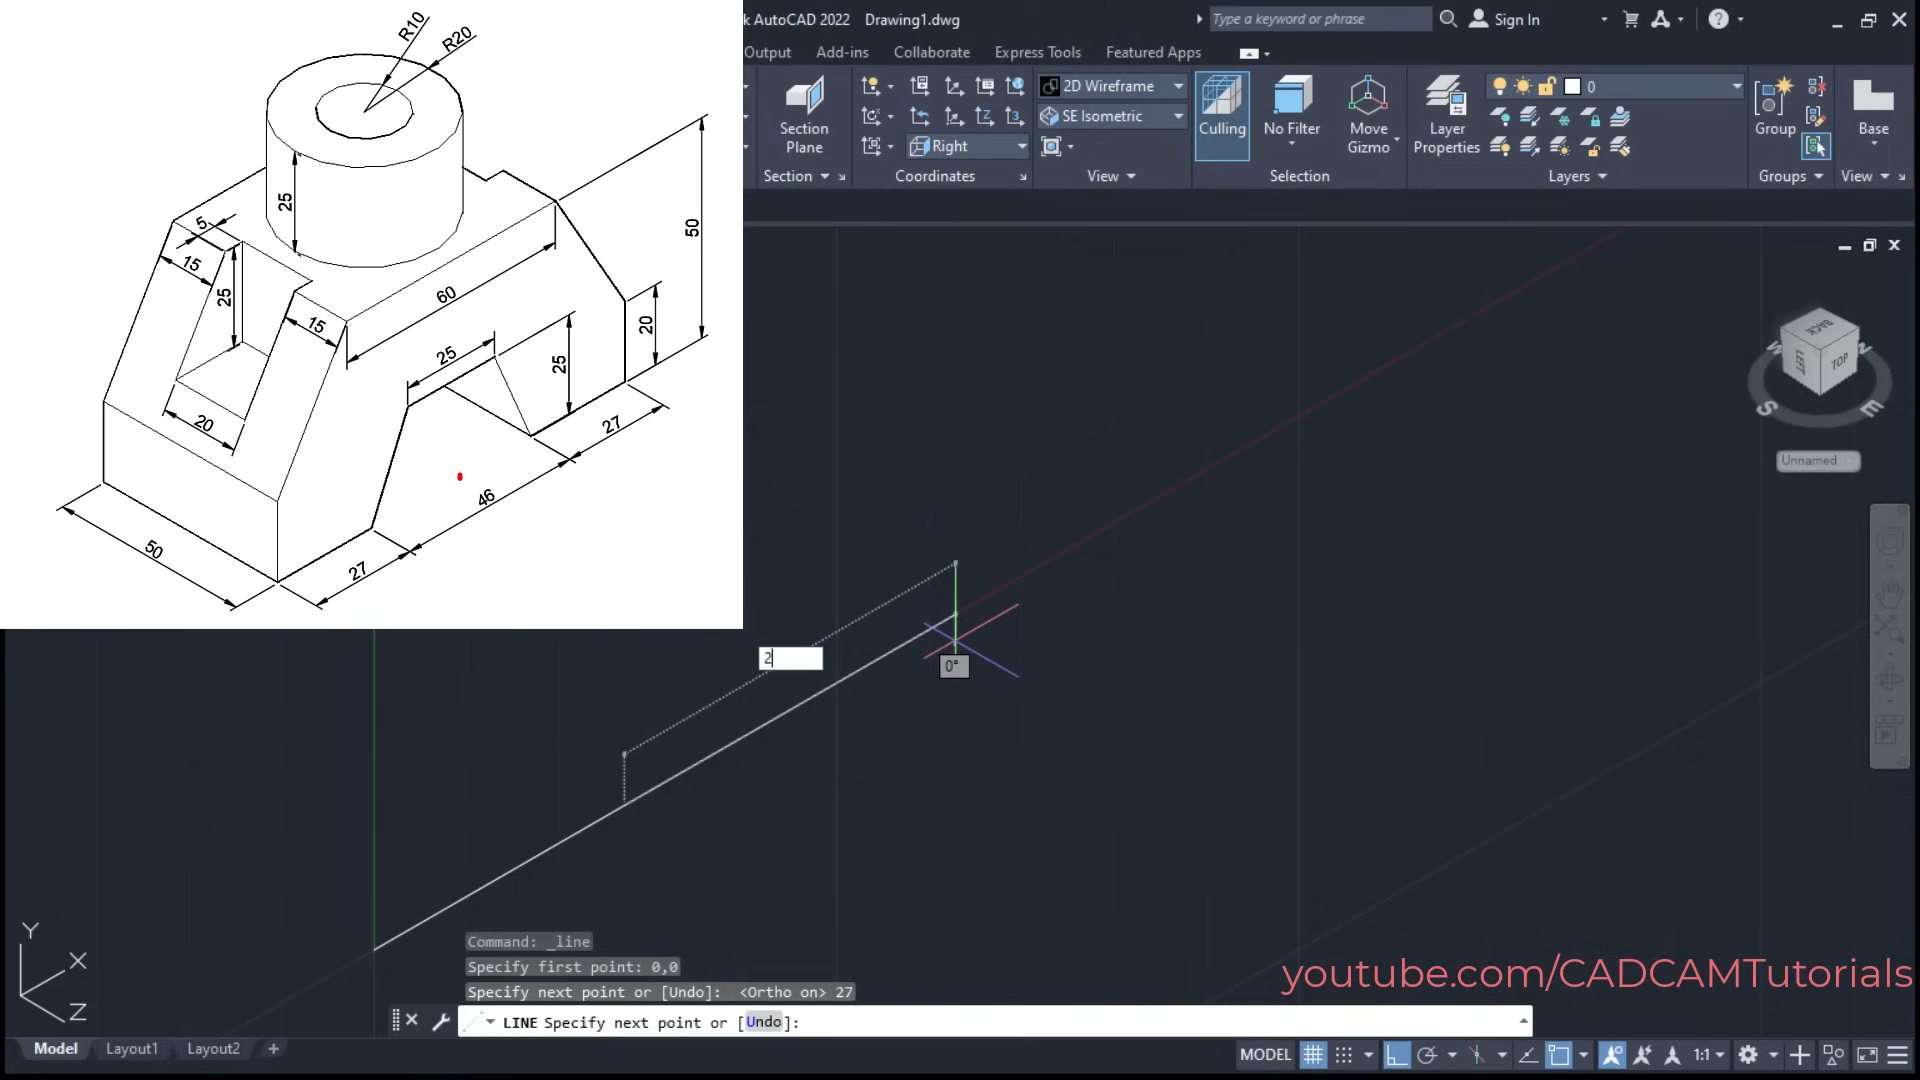 k AutoCAD 2022 Drawing1.dwg
Type a keyword or phrase
Sign In
Output Add-ins Collaborate Express Tools Featured Apps
Section Plane
Section
Right
Coordinates
2D Wireframe
SE Isometric
View
Culling
No Filter
Move Gizmo
Selection
Layer Properties
0
Layers
Group
Groups
Base
View
R10
R20
25
5
15
25
15
20
60
50
20
25
25
27
46
27
50
BACK
LEFT
TOP
W
N
S
E
Unnamed
2
0°
Y
X
Z
Command: _line
Specify first point: 0,0
Specify next point or [Undo]: <Ortho on> 27
LINE Specify next point or [Undo]:
youtube.com/CADCAMTutorials
Model Layout1 Layout2 +
MODEL
1:1